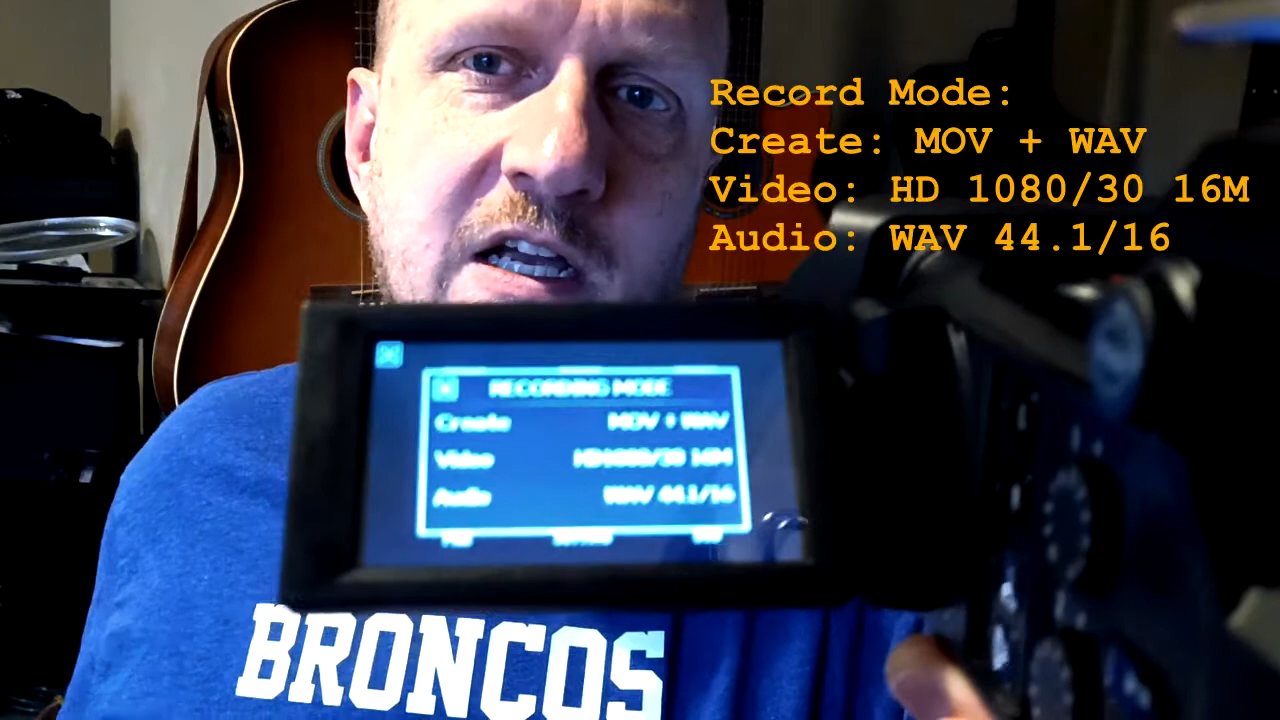 Record Mode:
Create: MOV + WAV
Video: HD 1080/30 16M
Audio: WAV 44.1/16
RECORDING MODE
Create MOV + WAV
Video HD1080/30 16M
Audio WAV 44.1/16
BRONCOS